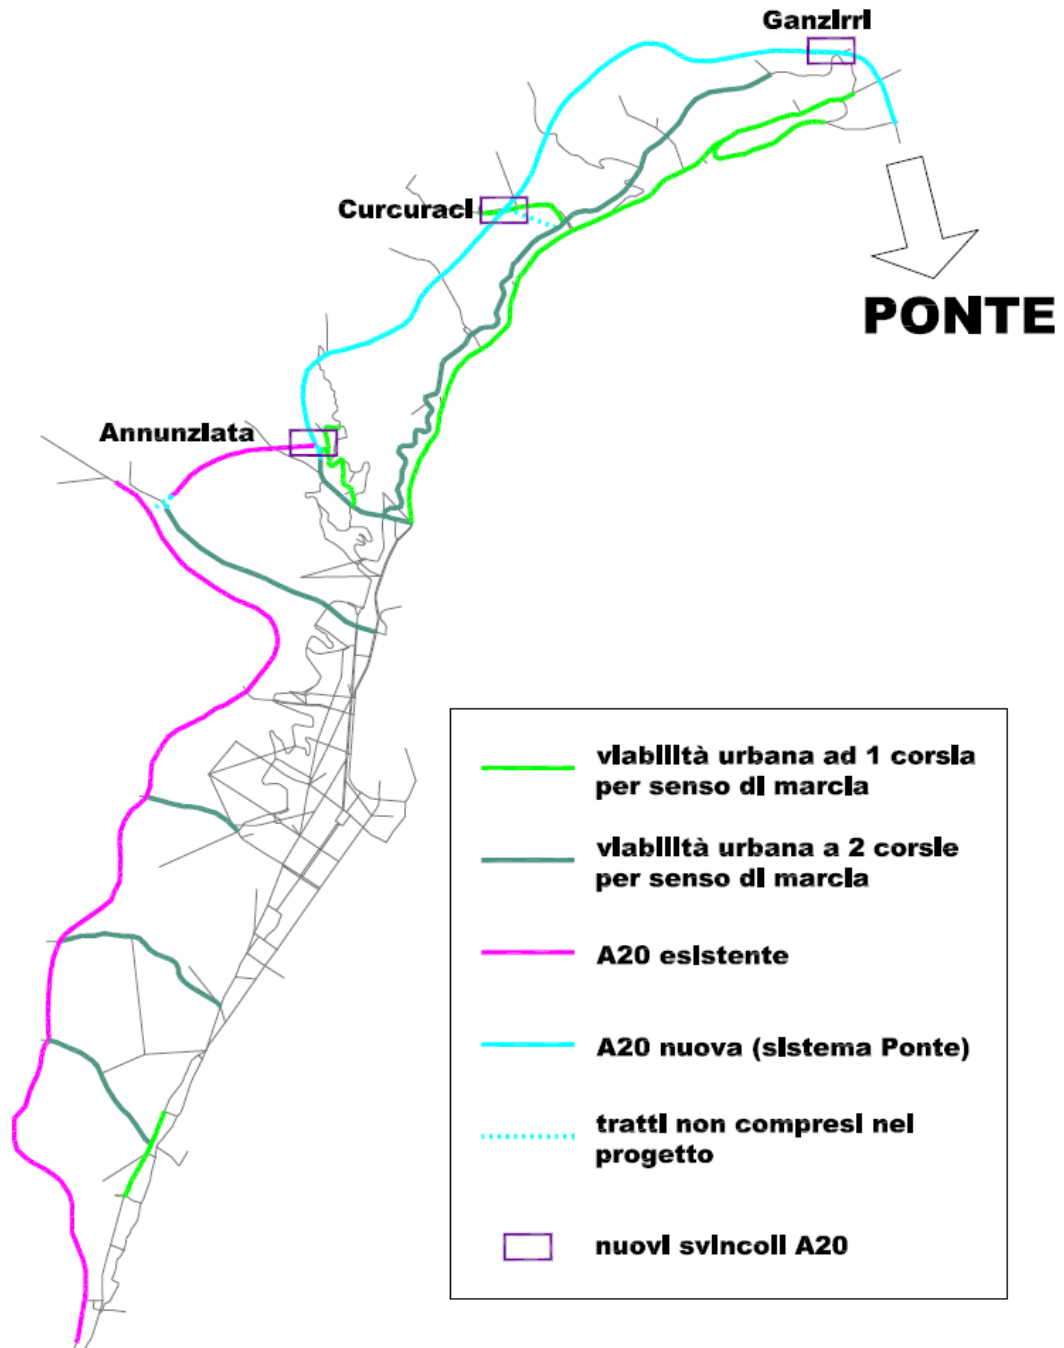 Ganzirri
Curcuraci
PONTE
Annunziata
viabilità urbana ad 1 corsia
per senso di marcia
viabilità urbana a 2 corsie
per senso di marcia
A20 esistente
A20 nuova (sistema Ponte)
tratti non compresi nel
progetto
nuovi svincoli A20